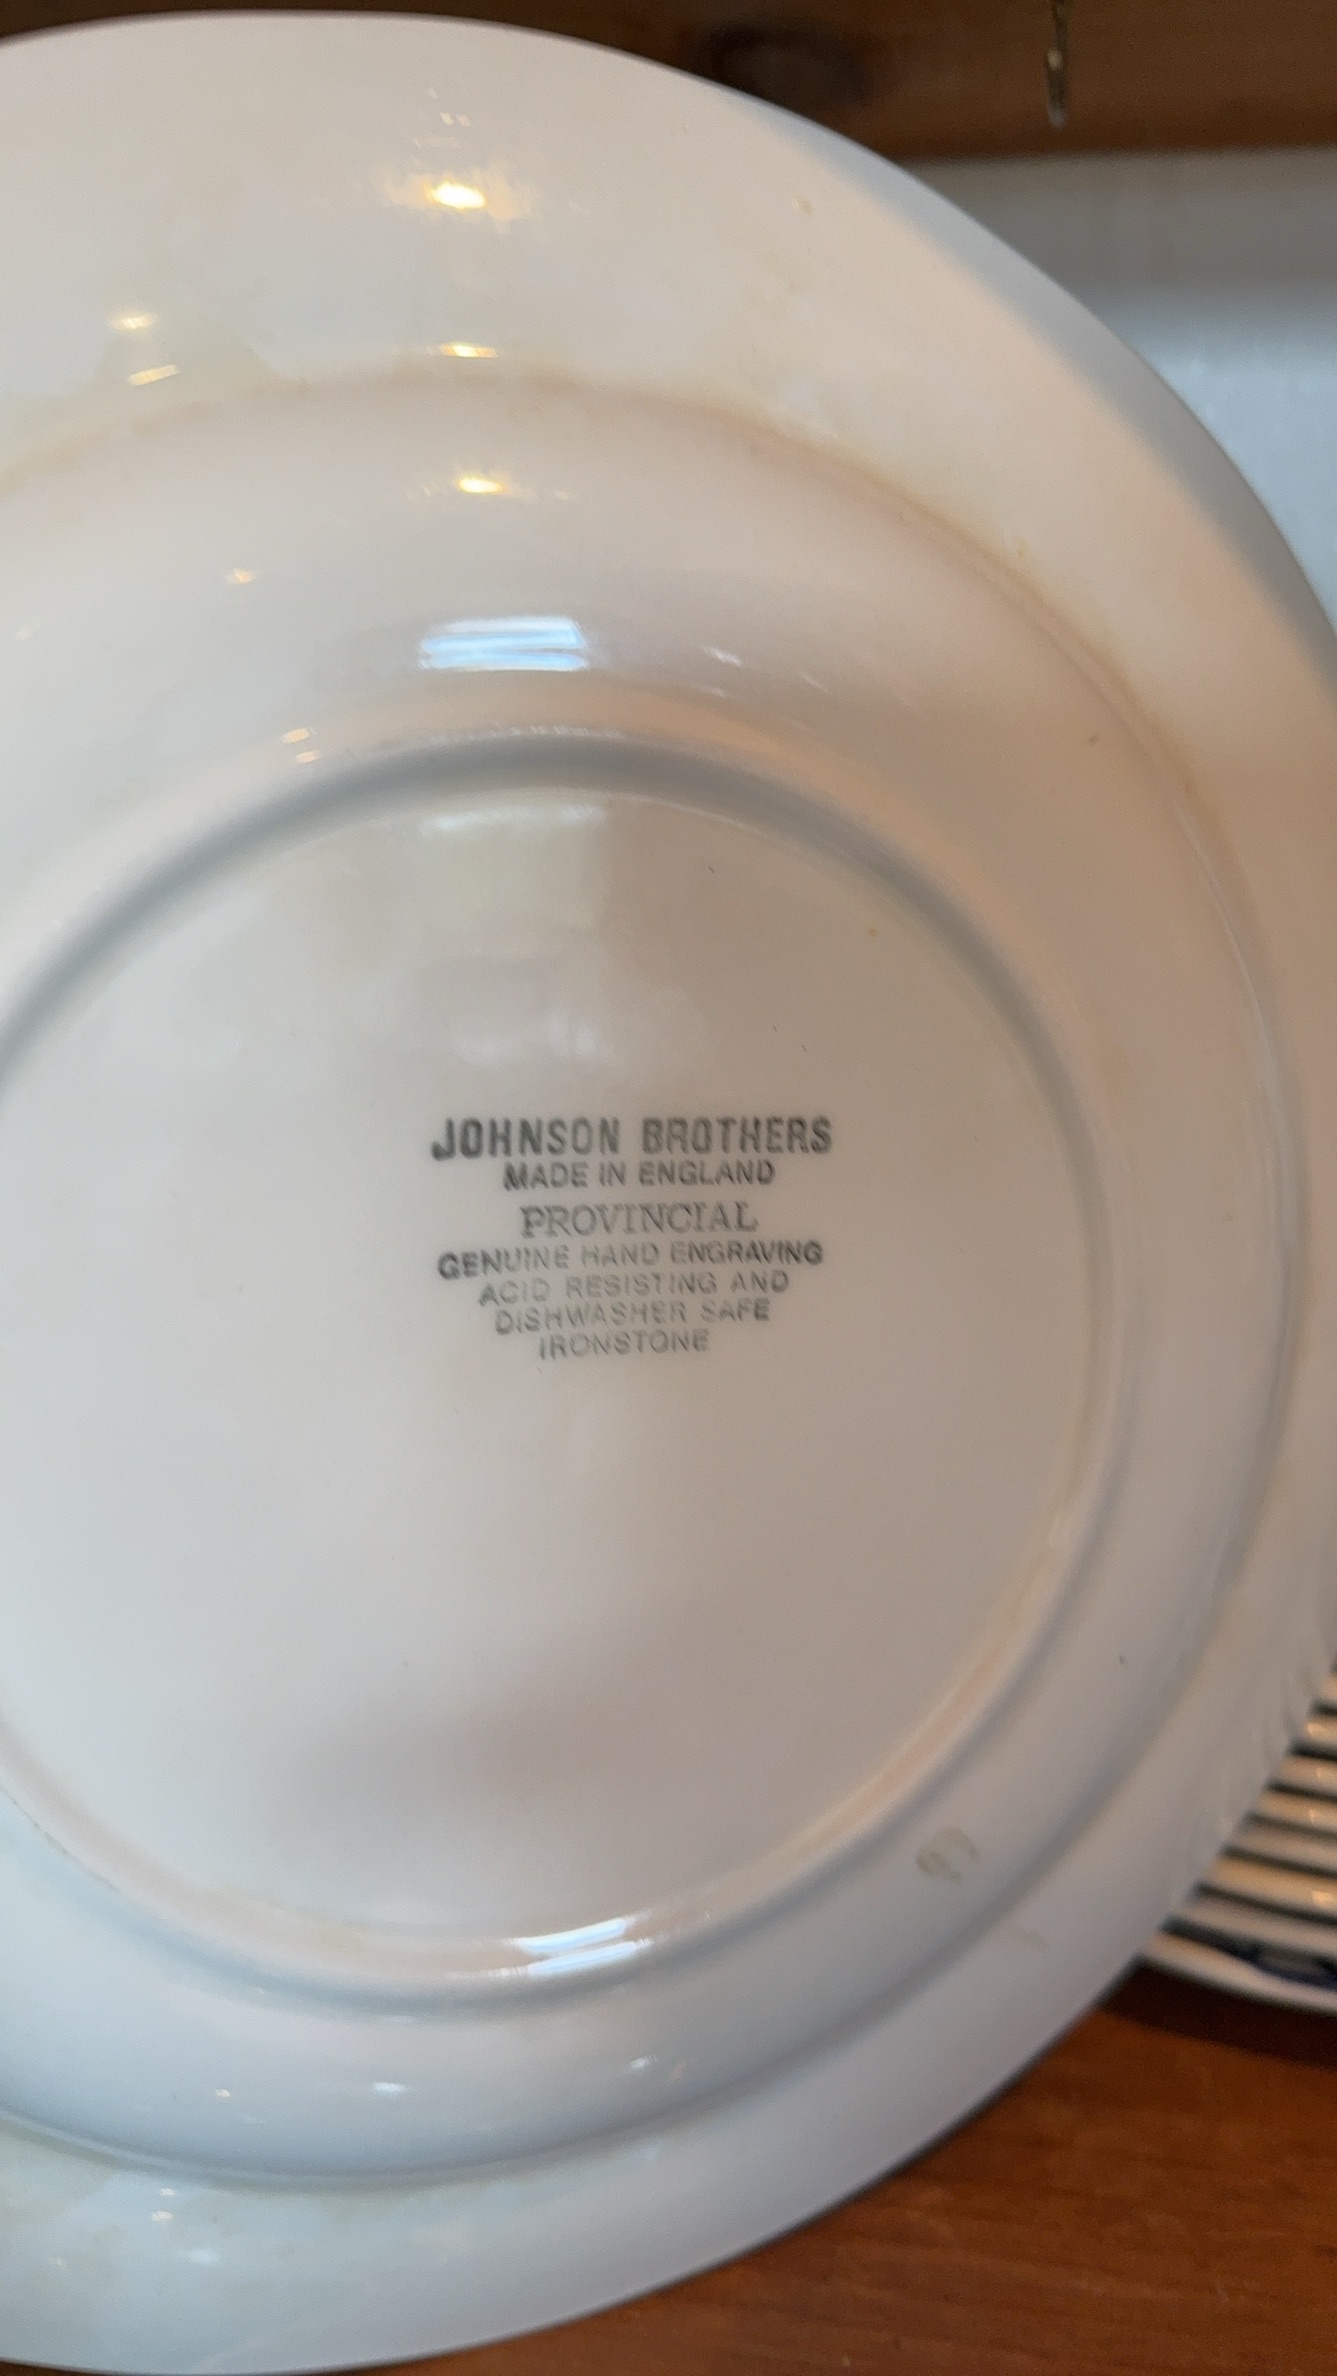 JOHNSON BROTHERS
MADE IN ENGLAND
PROVINCIAL
GENUINE HAND ENGRAVING
ACID RESISTING AND
DISHWASHER SAFE
IRONSTONE